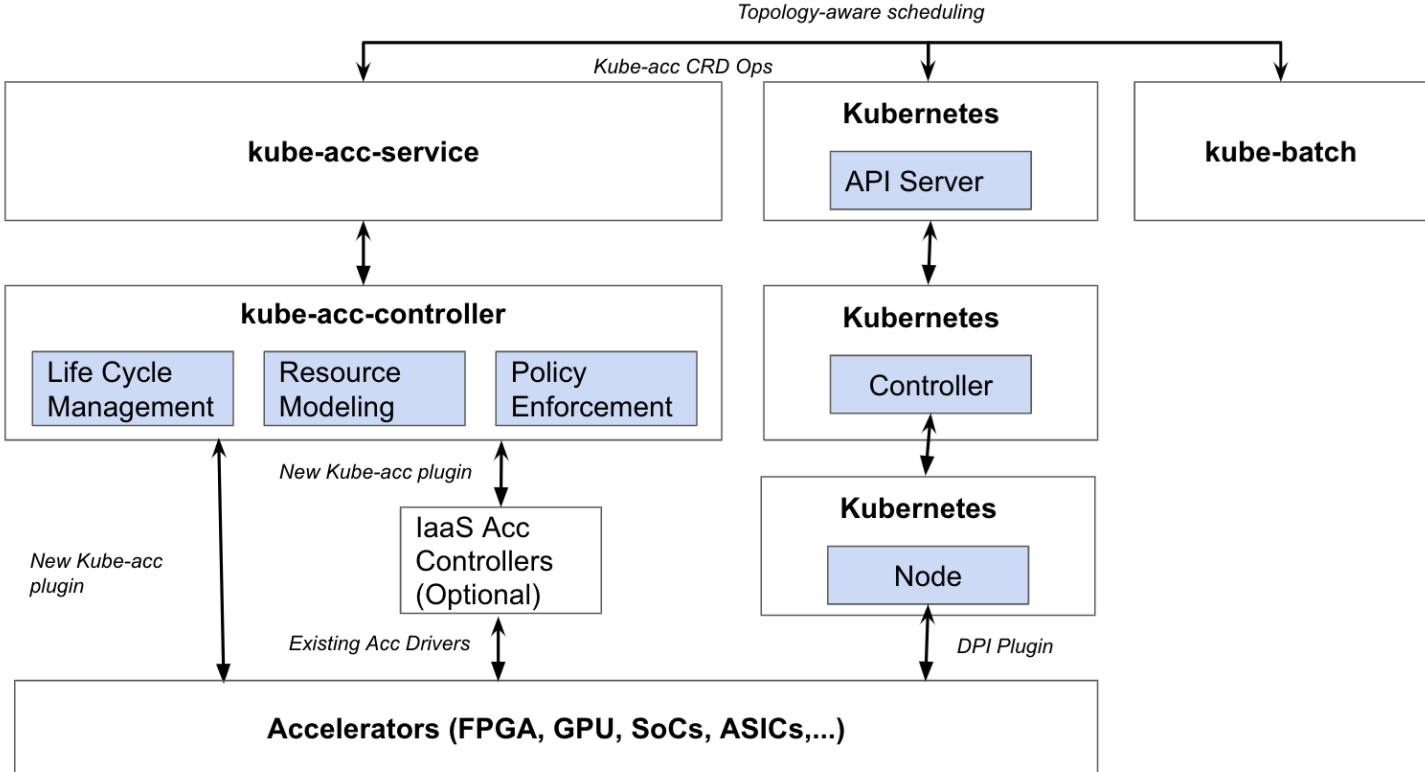 Topology-aware scheduling
Kube-acc CRD Ops
kube-acc-service
Kubernetes
API Server
kube-batch
kube-acc-controller
Life Cycle
Management
Resource
Modeling
Policy
Enforcement
Kubernetes
Controller
New Kube-acc plugin
IaaS Acc
Controllers
(Optional)
Kubernetes
Node
New Kube-acc
plugin
Existing Acc Drivers
DPI Plugin
Accelerators (FPGA, GPU, SoCs, ASICs,...)